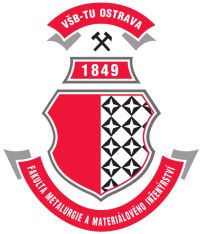 VŠB-TU OSTRAVA
1849
FAKULTA METALURGIE A MATERIÁLOVÉHO INŽENÝRSTVÍ